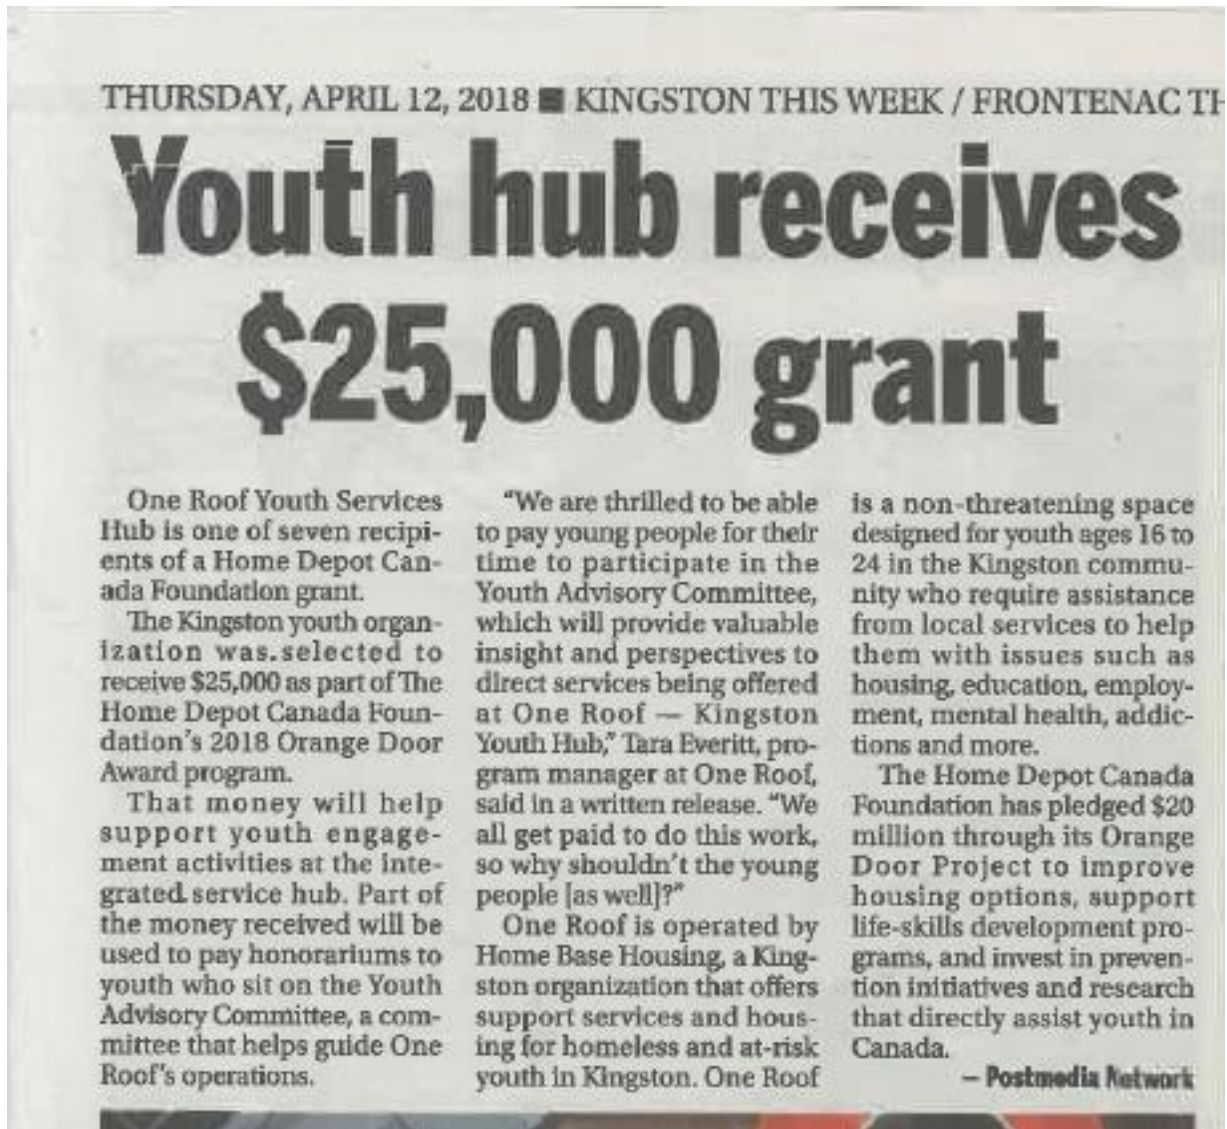 THURSDAY, APRIL 12, 2018 ■ KINGSTON THIS WEEK / FRONTENAC TH
Youth hub receives
$25,000 grant
One Roof Youth Services
Hub is one of seven recipi-
ents of a Home Depot Can-
ada Foundation grant.
The Kingston youth organ-
ization was.selected to
receive $25,000 as part of The
Home Depot Canada Foun-
dation's 2018 Orange Door
Award program.
That money will help
support youth engage-
ment activities at the inte-
grated service hub. Part of
the money received will be
used to pay honorariums to
youth who sit on the Youth
Advisory Committee, a com-
mittee that helps guide One
Roof's operations.
"We are thrilled to be able
to pay young people for their
time to participate in the
Youth Advisory Committee,
which will provide valuable
insight and perspectives to
direct services being offered
at One Roof — Kingston
Youth Hub," Tara Everitt, pro-
gram manager at One Roof,
said in a written release. "We
all get paid to do this work,
so why shouldn't the young
people [as well]?"
One Roof is operated by
Home Base Housing, a King-
ston organization that offers
support services and hous-
ing for homeless and at-risk
youth in Kingston. One Roof
is a non-threatening space
designed for youth ages 16 to
24 in the Kingston commu-
nity who require assistance
from local services to help
them with issues such as
housing, education, employ-
ment, mental health, addic-
tions and more.
The Home Depot Canada
Foundation has pledged $20
million through its Orange
Door Project to improve
housing options, support
life-skills development pro-
grams, and invest in preven-
tion initiatives and research
that directly assist youth in
Canada.
— Postmedia Network